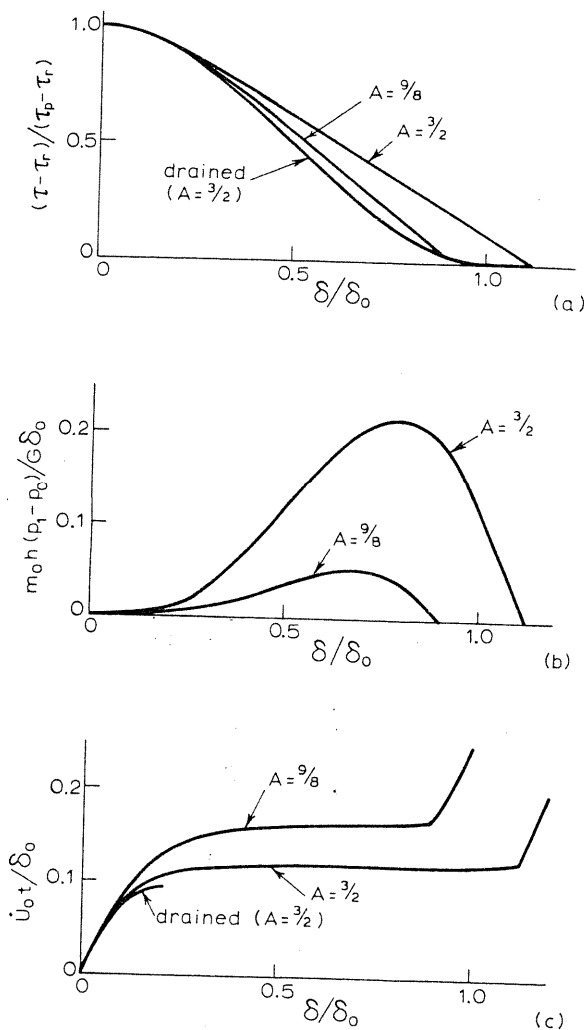 1.0
0.5
0
(τ-τr)/(τp-τr)
A = 9/8
A = 3/2
drained
(A = 3/2)
0 0.5 1.0
δ/δo
(a)
0.2
0.1
0
moh(p1-pc)/Gδo
A = 3/2
A = 9/8
0 0.5 1.0
δ/δo
(b)
0.2
0.1
0
U̇ot/δo
A = 9/8
A = 3/2
drained (A = 3/2)
0 0.5 1.0
δ/δo
(c)